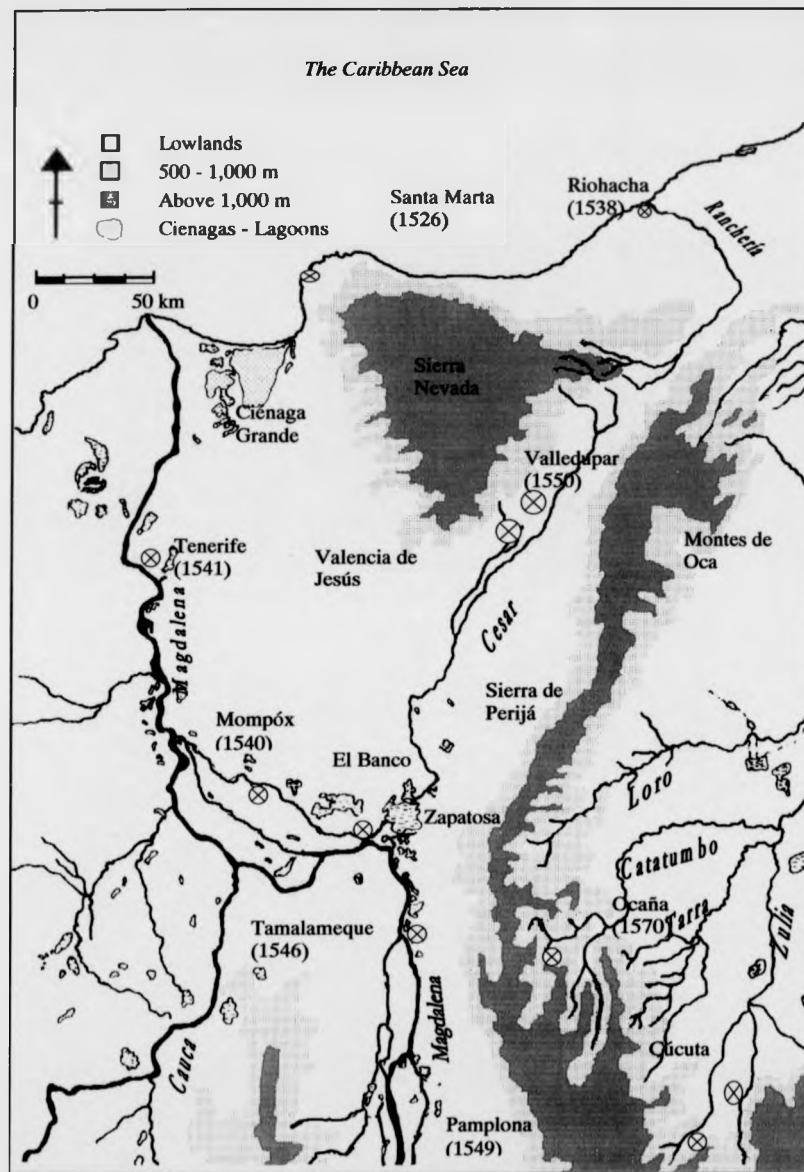 The Caribbean Sea
Lowlands
500 - 1,000 m
Above 1,000 m
Cienagas - Lagoons
0 50 km
Santa Marta
(1526)
Riohacha
(1538)
Ranchería
Sierra
Nevada
Ciénaga
Grande
Valledupar
(1550)
Tenerife
(1541)
Valencia de
Jesús
Montes de
Oca
Magdalena
Cesar
Sierra de
Perijá
Mompóx
(1540)
El Banco
Zapatosa
Loro
Catatumbo
Ocaña
(1570)
Tarra
Zulia
Tamalameque
(1546)
Magdalena
Cauca
Cúcuta
Pamplona
(1549)